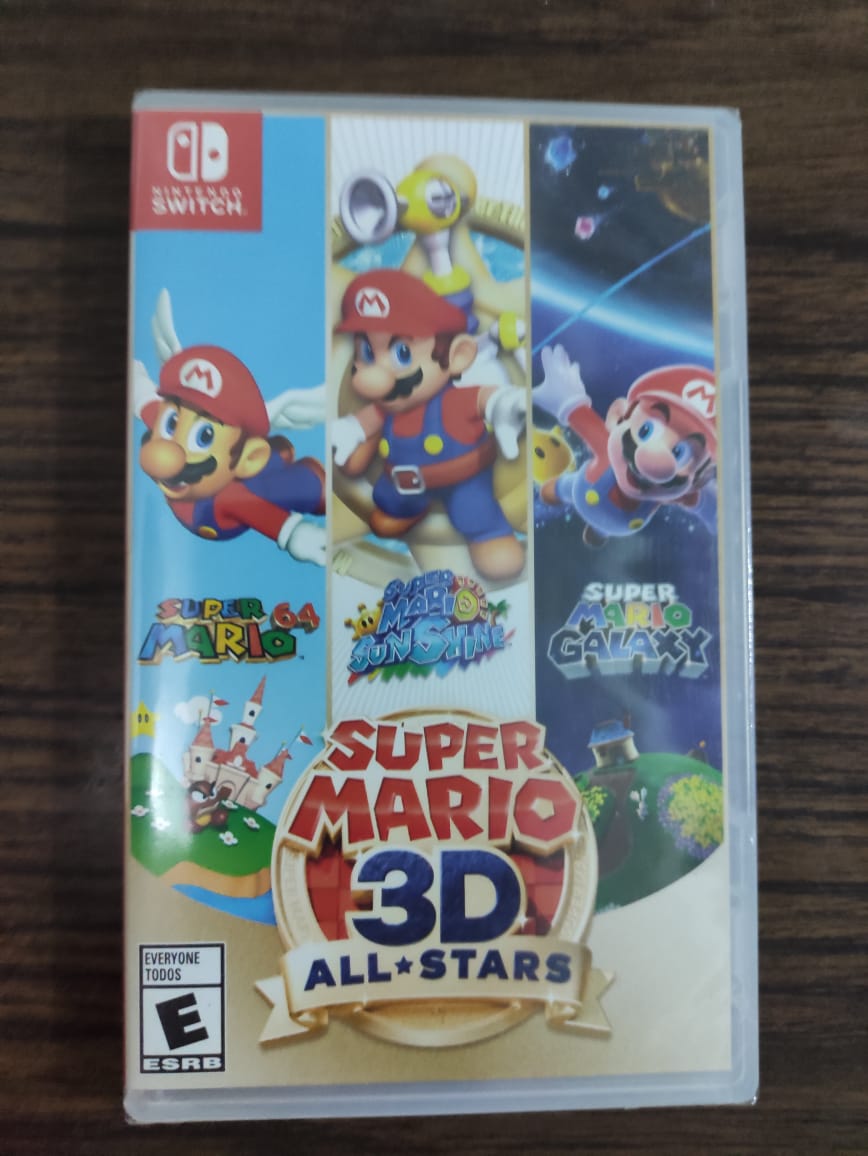 NINTENDO
SWITCH
M
M
M
SUPER
MARIO 64
SUPER
MARIO
SUNSHINE
SUPER
MARIO
GALAXY
SUPER
MARIO
3D
ALL★STARS
EVERYONE
TODOS
E
ESRB